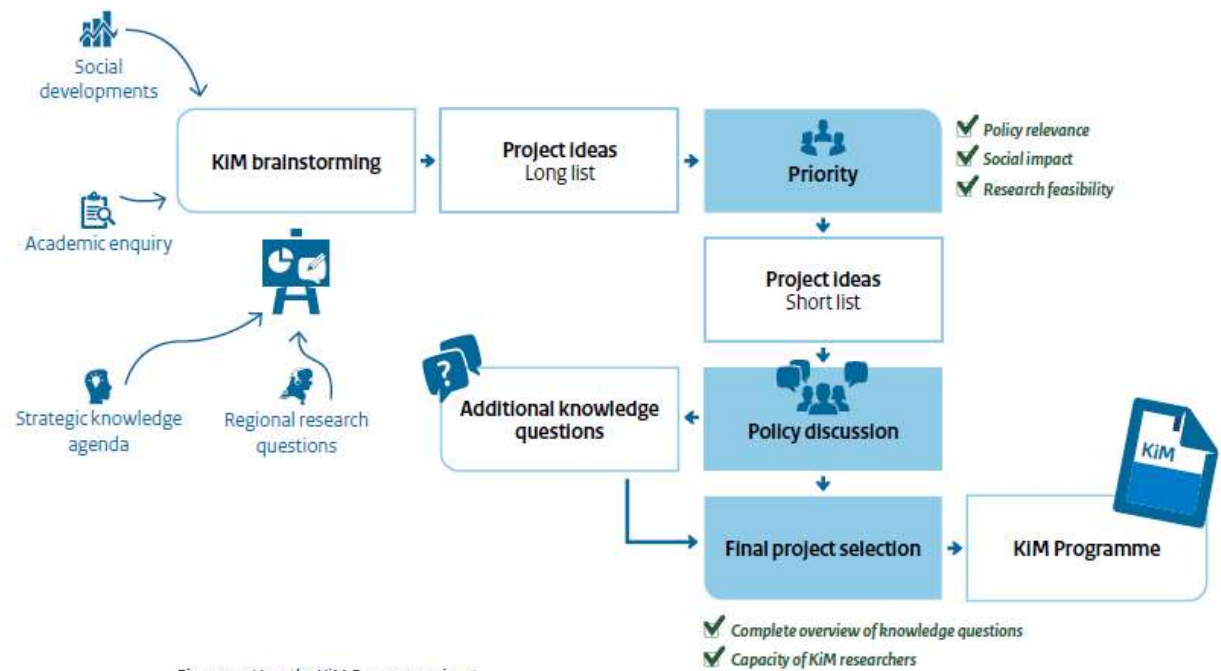 Social
developments
KiM brainstorming
Project ideas
Long list
Priority
Policy relevance
Social impact
Research feasibility
Academic enquiry
Project ideas
Short list
Strategic knowledge
agenda
Regional research
questions
?
Additional knowledge
questions
Policy discussion
KiM
Final project selection
KiM Programme
Complete overview of knowledge questions
Capacity of KiM researchers